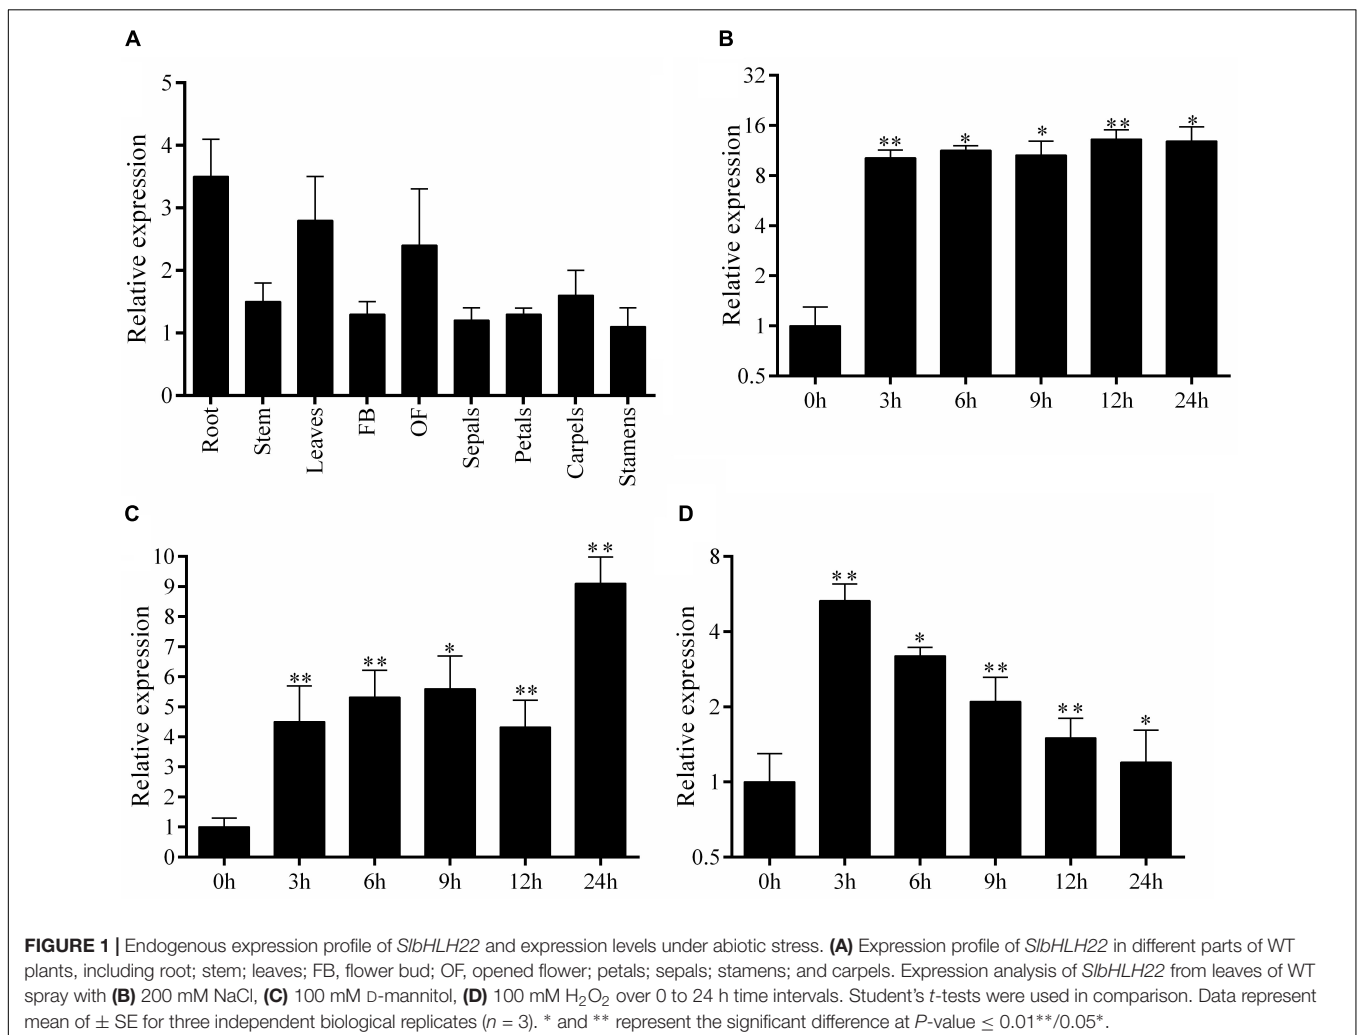 A
5
4
3
2
1
0
Relative expression
Root
Stem
Leaves
FB
OF
Sepals
Petals
Carpels
Stamens
B
32
16
8
4
2
1
0.5
Relative expression
** * * ** *
0h 3h 6h 9h 12h 24h
C
10
9
8
7
6
5
4
3
2
1
0
Relative expression
** ** * ** **
0h 3h 6h 9h 12h 24h
D
8
4
2
1
0.5
Relative expression
** * ** ** *
0h 3h 6h 9h 12h 24h
FIGURE 1 | Endogenous expression profile of SlbHLH22 and expression levels under abiotic stress. (A) Expression profile of SlbHLH22 in different parts of WT
plants, including root; stem; leaves; FB, flower bud; OF, opened flower; petals; sepals; stamens; and carpels. Expression analysis of SlbHLH22 from leaves of WT
spray with (B) 200 mM NaCl, (C) 100 mM D-mannitol, (D) 100 mM H2O2 over 0 to 24 h time intervals. Student's t-tests were used in comparison. Data represent
mean of ± SE for three independent biological replicates (n = 3). * and ** represent the significant difference at P-value ≤ 0.01**/0.05*.